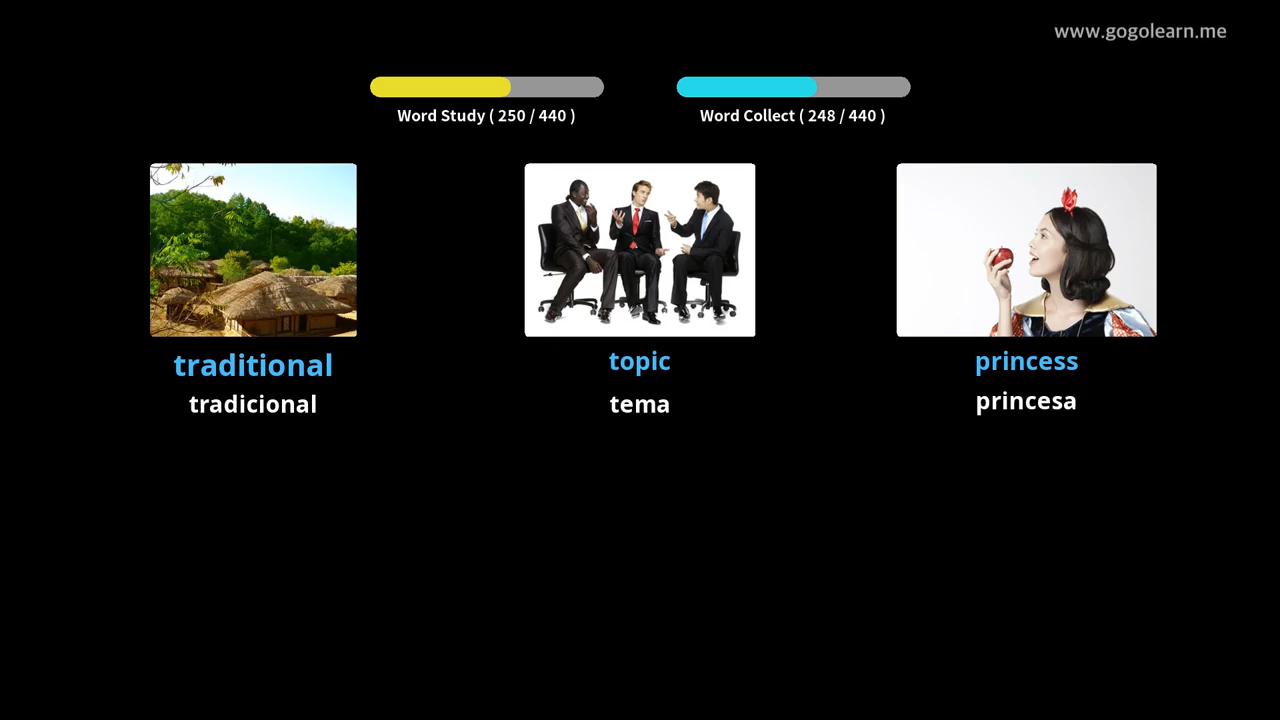 www.gogolearn.me
Word Study ( 250 / 440 )
Word Collect ( 248 / 440 )
traditional
tradicional
topic
tema
princess
princesa